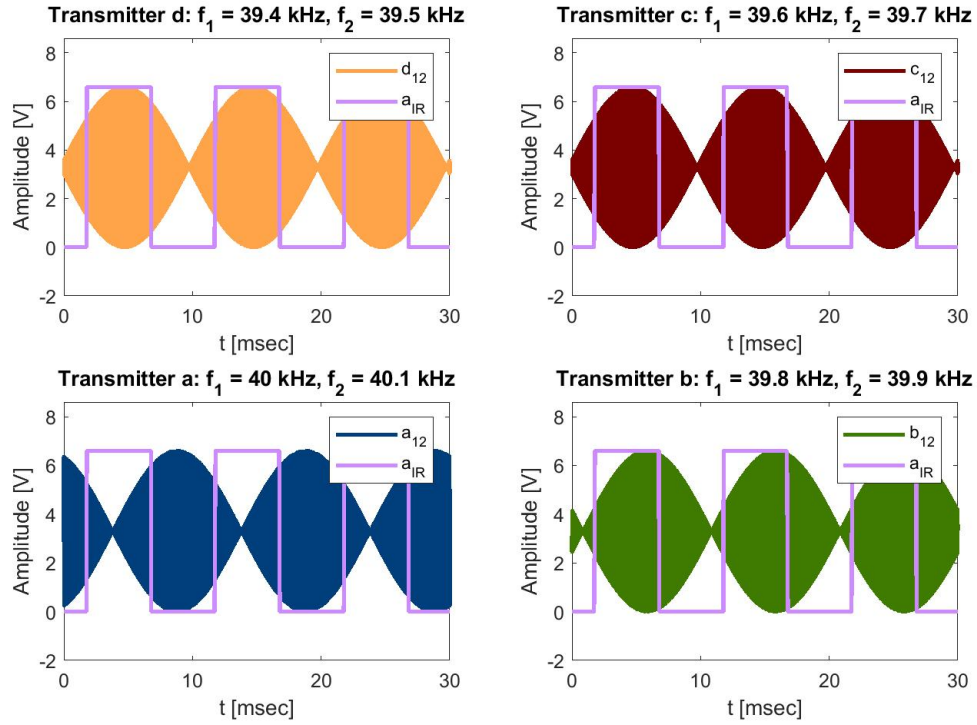 Transmitter d: f₁ = 39.4 kHz, f₂ = 39.5 kHz
8
6
4
2
0
-2
Amplitude [V]
d₁₂
a_IR
0 10 20 30
t [msec]
Transmitter c: f₁ = 39.6 kHz, f₂ = 39.7 kHz
8
6
4
2
0
-2
Amplitude [V]
c₁₂
a_IR
0 10 20 30
t [msec]
Transmitter a: f₁ = 40 kHz, f₂ = 40.1 kHz
8
6
4
2
0
-2
Amplitude [V]
a₁₂
a_IR
0 10 20 30
t [msec]
Transmitter b: f₁ = 39.8 kHz, f₂ = 39.9 kHz
8
6
4
2
0
-2
Amplitude [V]
b₁₂
a_IR
0 10 20 30
t [msec]